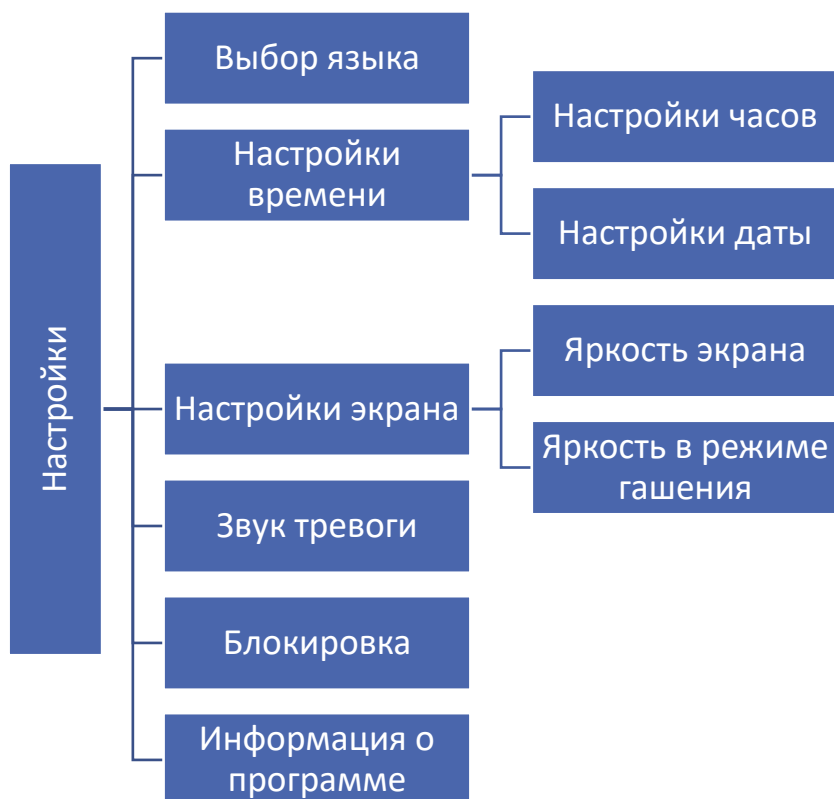 Настройки
Выбор языка
Настройки
времени
Настройки часов
Настройки даты
Настройки экрана
Яркость экрана
Яркость в режиме
гашения
Звук тревоги
Блокировка
Информация о
программе